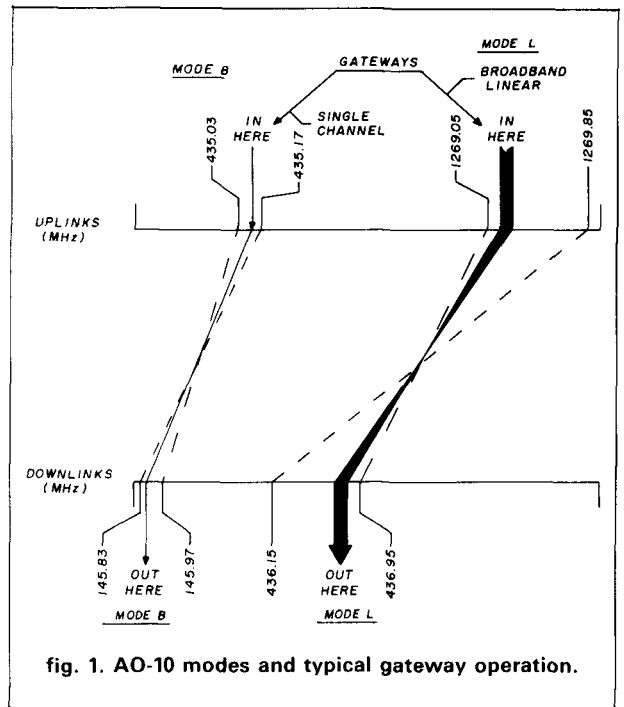 MODE B
GATEWAYS
MODE L
BROADBAND
LINEAR
SINGLE
CHANNEL
IN
HERE
IN
HERE
435.03
435.17
1269.05
1269.85
UPLINKS
(MHz)
DOWNLINKS
(MHz)
145.83
145.97
436.15
436.95
OUT
HERE
MODE B
OUT
HERE
MODE L
fig. 1. AO-10 modes and typical gateway operation.